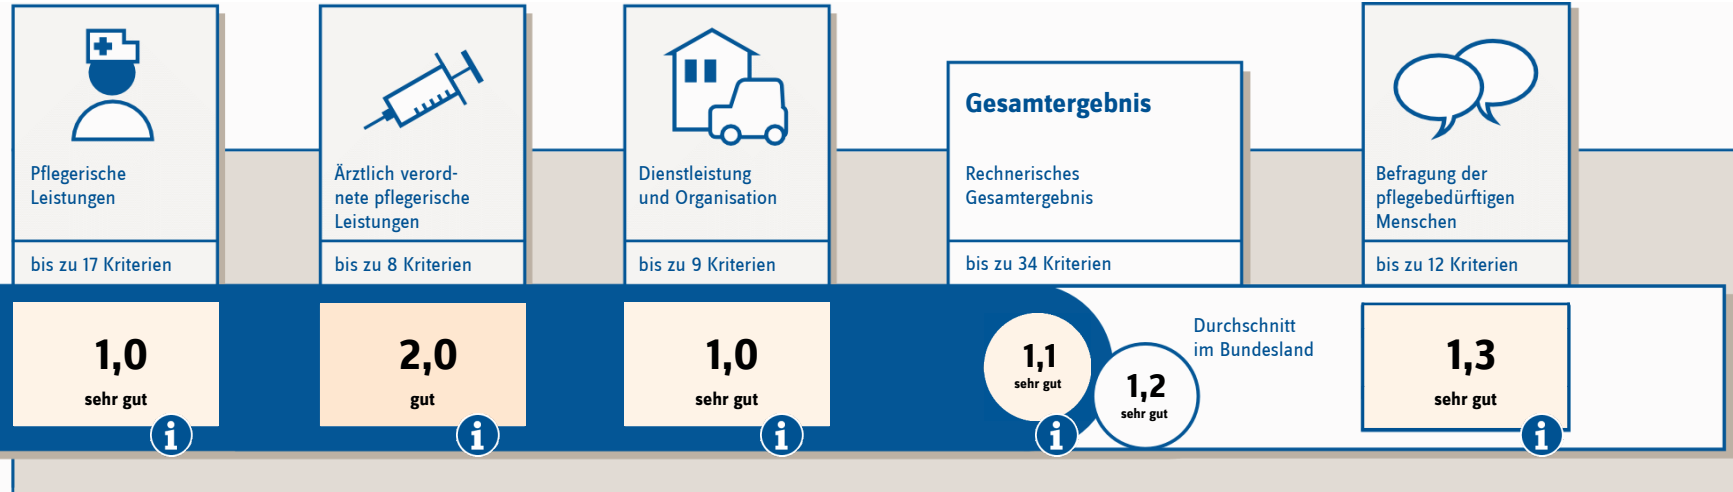 Pflegerische
Leistungen
bis zu 17 Kriterien
1,0
sehr gut
i
Ärztlich verord-
nete pflegerische
Leistungen
bis zu 8 Kriterien
2,0
gut
i
Dienstleistung
und Organisation
bis zu 9 Kriterien
1,0
sehr gut
i
Gesamtergebnis
Rechnerisches
Gesamtergebnis
bis zu 34 Kriterien
1,1
sehr gut
i
1,2
sehr gut
Durchschnitt
im Bundesland
Befragung der
pflegebedürftigen
Menschen
bis zu 12 Kriterien
1,3
sehr gut
i